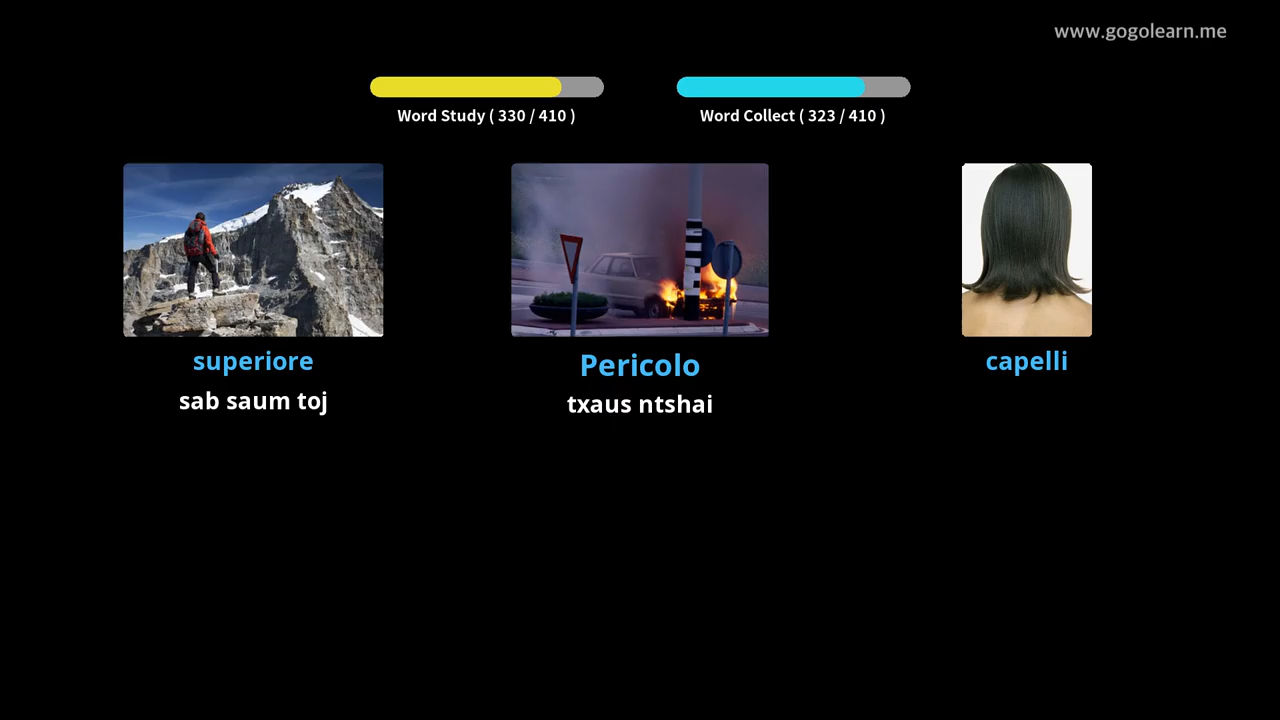 www.gogolearn.me
Word Study ( 330 / 410 )
Word Collect ( 323 / 410 )
superiore
sab saum toj
Pericolo
txaus ntshai
capelli